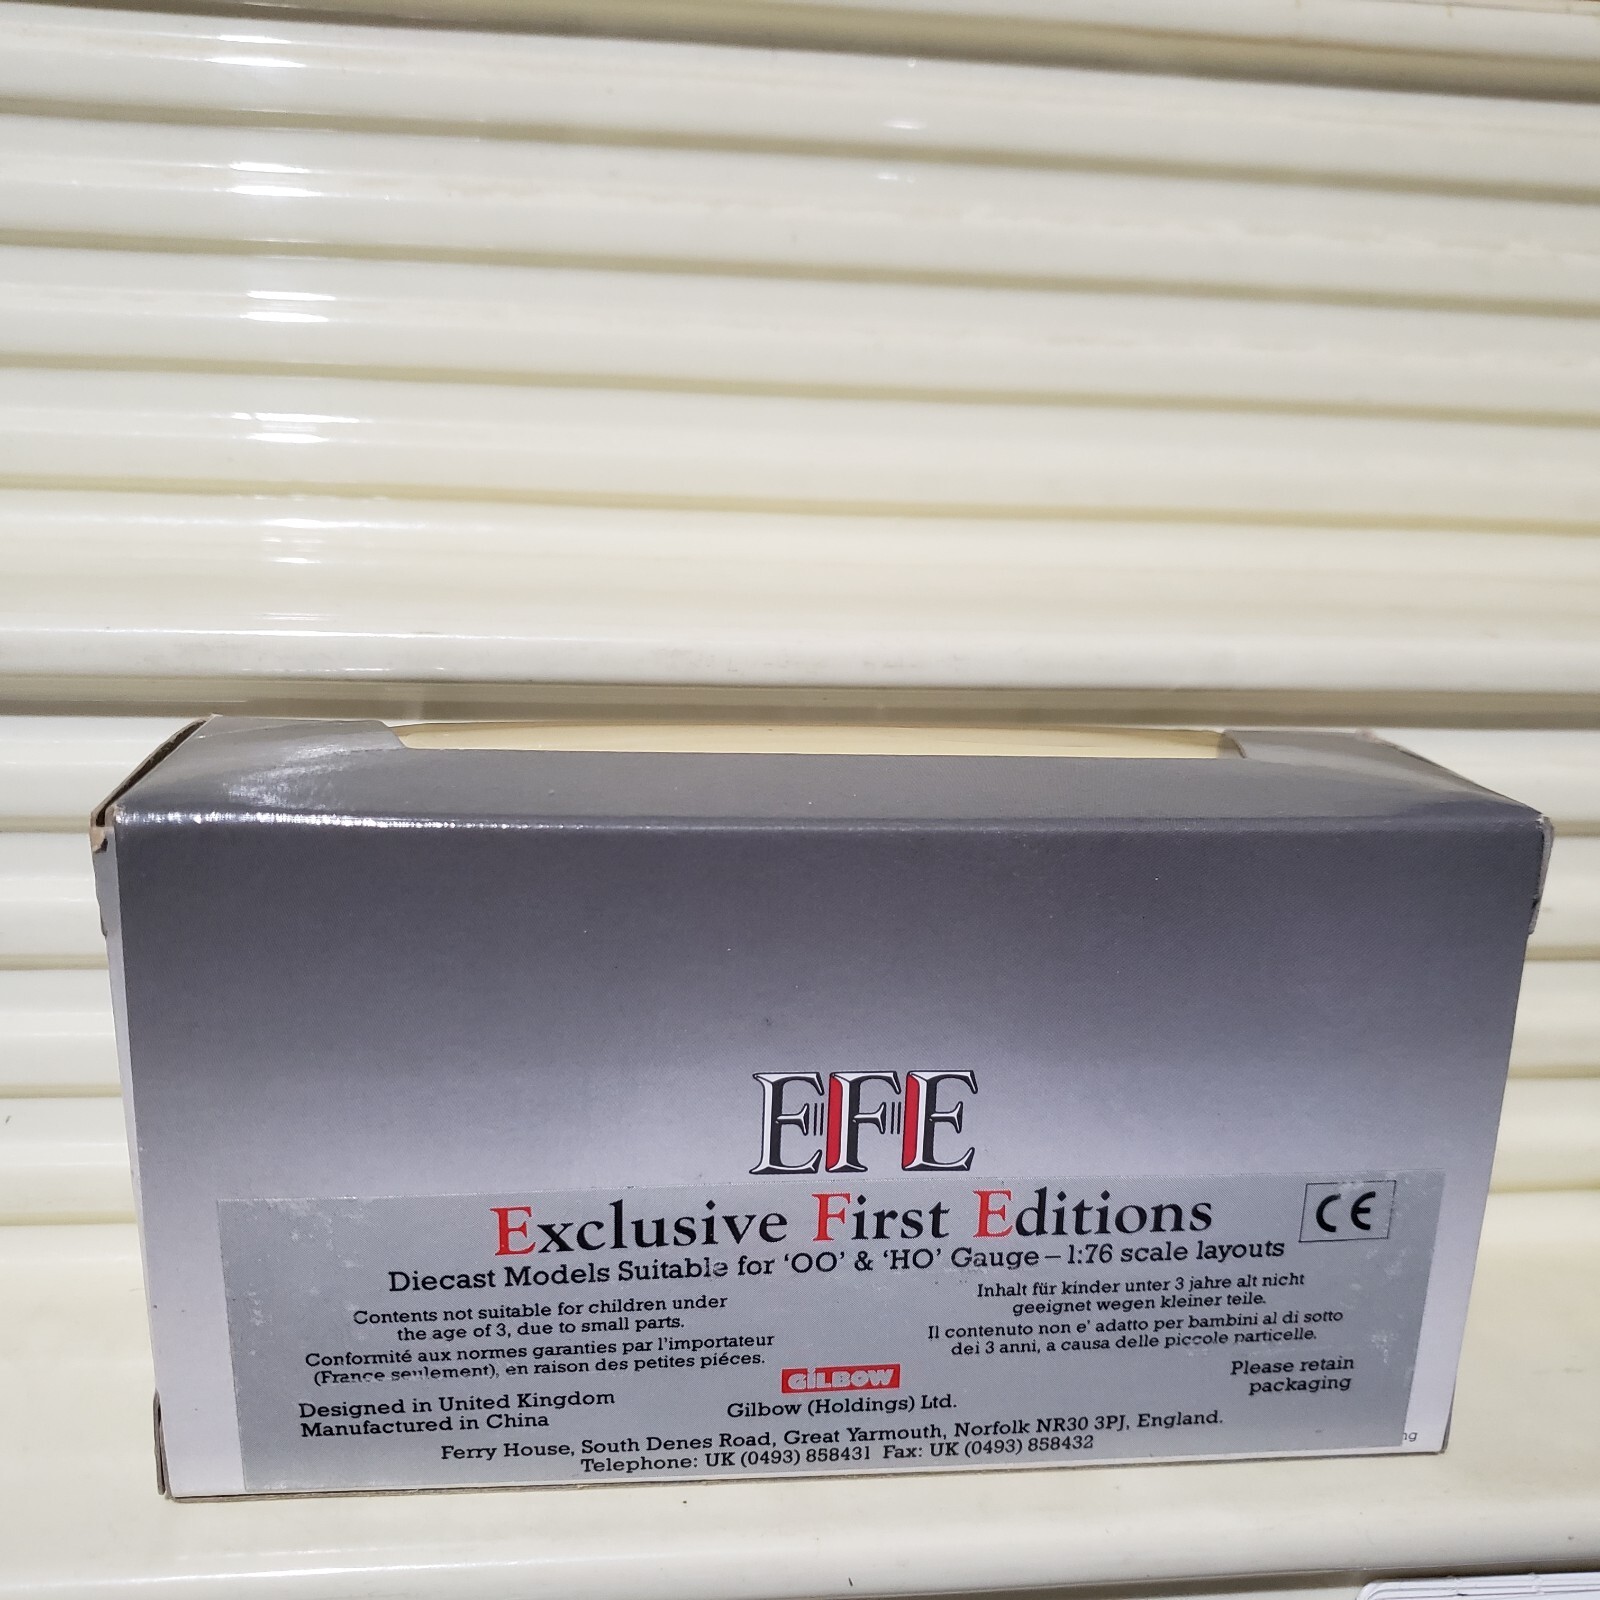 EFE
Exclusive First Editions
CE
Diecast Models Suitable for 'OO' & 'HO' Gauge – 1:76 scale layouts
Contents not suitable for children under
the age of 3, due to small parts.
Conformité aux normes garanties par l'importateur
(France seulement), en raison des petites piéces.
Inhalt für kinder unter 3 jahre alt nicht
geeignet wegen kleiner teile.
Il contenuto non e' adatto per bambini al di sotto
dei 3 anni, a causa delle piccole particelle.
Designed in United Kingdom
Manufactured in China
GILBOW
Gilbow (Holdings) Ltd.
Please retain
packaging
Ferry House, South Denes Road, Great Yarmouth, Norfolk NR30 3PJ, England.
Telephone: UK (0493) 858431 Fax: UK (0493) 858432